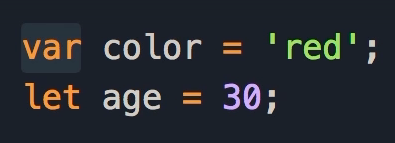 var color = 'red';
let age = 30;